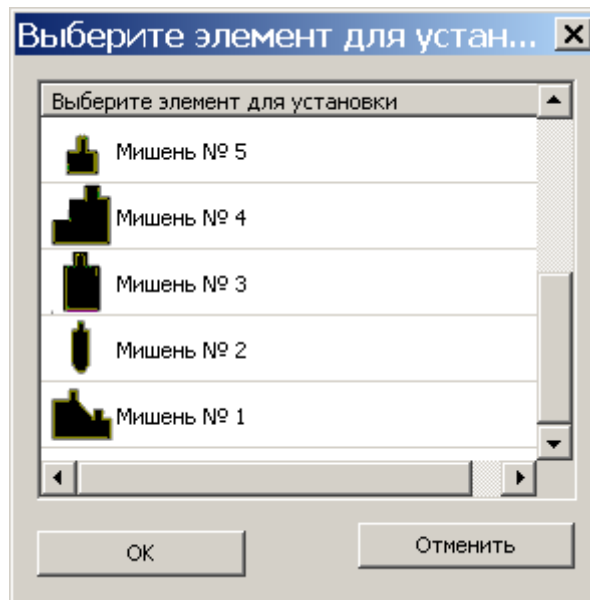 Выберите элемент для устан...
Выберите элемент для установки
Мишень № 5
Мишень № 4
Мишень № 3
Мишень № 2
Мишень № 1
OK
Отменить